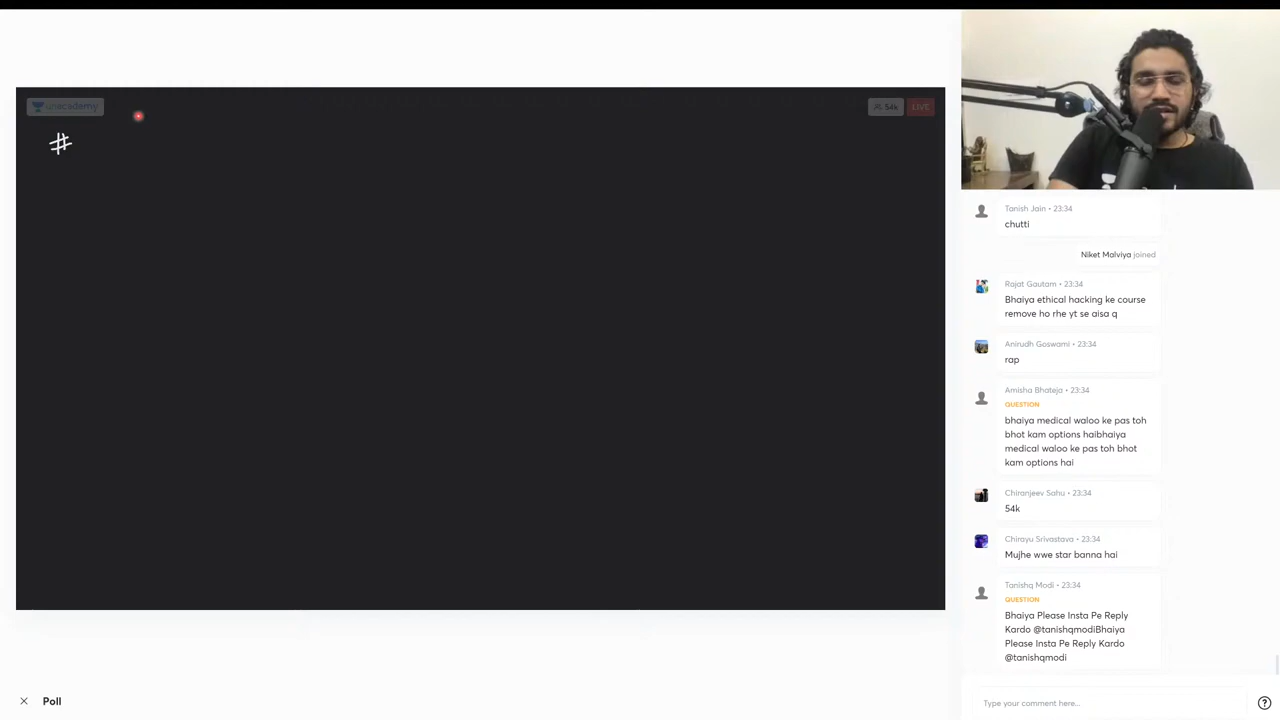 unacademy
54k
LIVE
#
Tanish Jain • 23:34
chutti
Niket Malviya joined
Rajat Gautam • 23:34
Bhaiya ethical hacking ke course
remove ho rhe yt se aisa q
Anirudh Goswami • 23:34
rap
Amisha Bhateja • 23:34
QUESTION
bhaiya medical waloo ke pas toh
bhot kam options haibhaiya
medical waloo ke pas toh bhot
kam options hai
Chiranjeev Sahu • 23:34
54k
Chirayu Srivastava • 23:34
Mujhe wwe star banna hai
Tanishq Modi • 23:34
QUESTION
Bhaiya Please Insta Pe Reply
Kardo @tanishqmodiBhaiya
Please Insta Pe Reply Kardo
@tanishqmodi
Poll
Type your comment here...
?